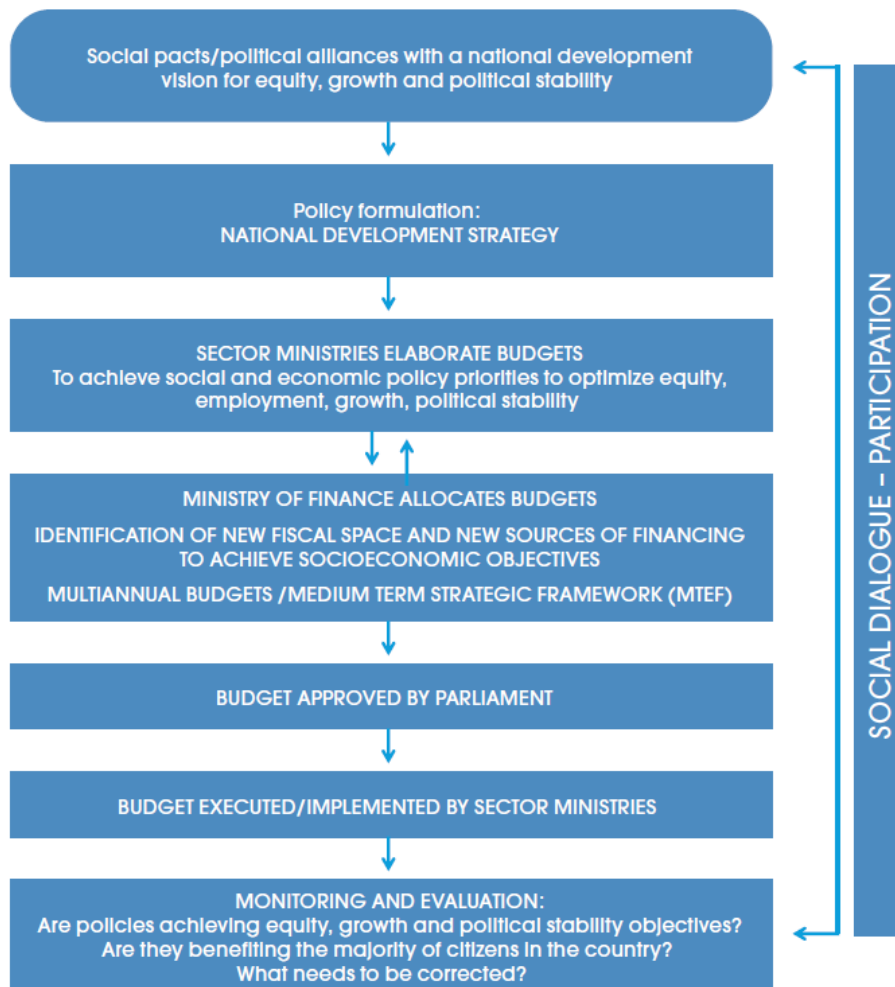 Social pacts/political alliances with a national development
vision for equity, growth and political stability
Policy formulation:
NATIONAL DEVELOPMENT STRATEGY
SECTOR MINISTRIES ELABORATE BUDGETS
To achieve social and economic policy priorities to optimize equity,
employment, growth, political stability
MINISTRY OF FINANCE ALLOCATES BUDGETS
IDENTIFICATION OF NEW FISCAL SPACE AND NEW SOURCES OF FINANCING
TO ACHIEVE SOCIOECONOMIC OBJECTIVES
MULTIANNUAL BUDGETS /MEDIUM TERM STRATEGIC FRAMEWORK (MTEF)
BUDGET APPROVED BY PARLIAMENT
BUDGET EXECUTED/IMPLEMENTED BY SECTOR MINISTRIES
MONITORING AND EVALUATION:
Are policies achieving equity, growth and political stability objectives?
Are they benefiting the majority of citizens in the country?
What needs to be corrected?
SOCIAL DIALOGUE – PARTICIPATION